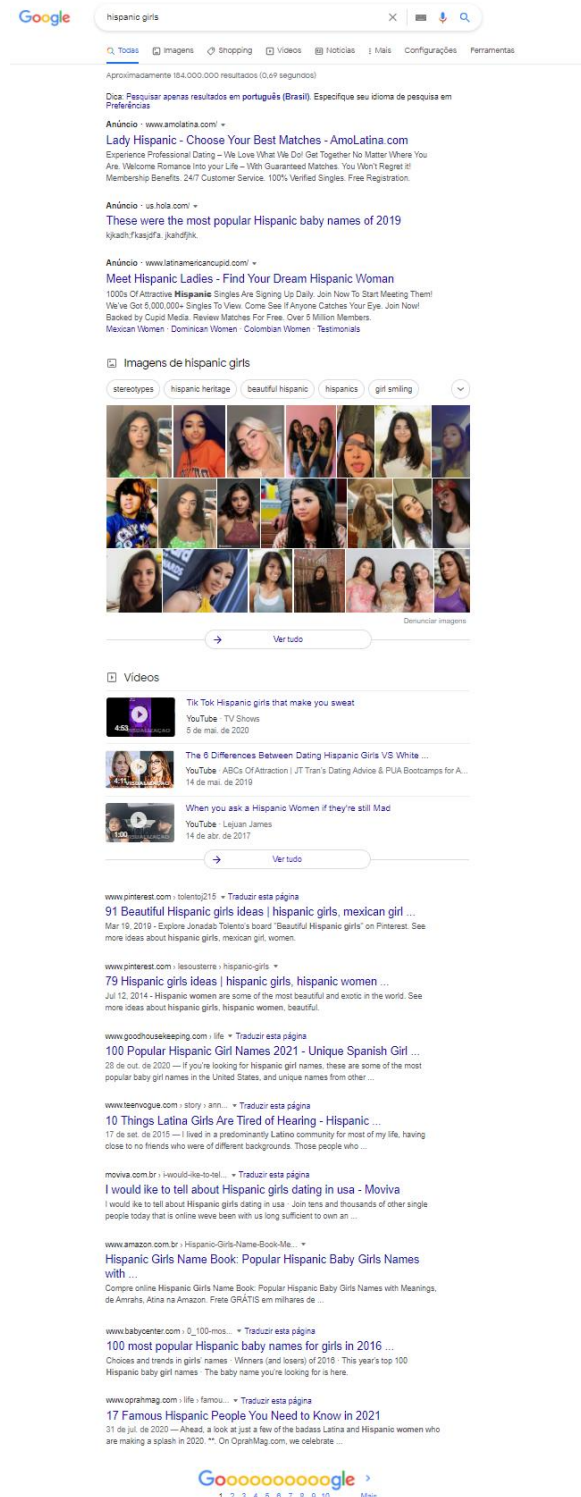 Google
hispanic girls
Todas Imagens Shopping Vídeos Notícias Mais Configurações Ferramentas
Aproximadamente 184.000.000 resultados (0,69 segundos)
Dica: Pesquisar apenas resultados em português (Brasil). Especifique seu idioma de pesquisa em
Preferências
Anúncio · www.amolatina.com/
Lady Hispanic - Choose Your Best Matches - AmoLatina.com
Experience Professional Dating – We Love What We Do! Get Together No Matter Where You
Are. Welcome Romance Into your Life – With Guaranteed Matches. You Won't Regret it!
Membership Benefits. 24/7 Customer Service. 100% Verified Singles. Free Registration.
Anúncio · us.hola.com/
These were the most popular Hispanic baby names of 2019
kjkadh;f'kasjdf'a. jkahdfjhk.
Anúncio · www.latinamericancupid.com/
Meet Hispanic Ladies - Find Your Dream Hispanic Woman
1000s Of Attractive Hispanic Singles Are Signing Up Daily. Join Now To Start Meeting Them!
We've Got 5,000,000+ Singles To View. Come See If Anyone Catches Your Eye. Join Now!
Backed by Cupid Media. Review Matches For Free. Over 5 Million Members.
Mexican Women · Dominican Women · Colombian Women · Testimonials
Imagens de hispanic girls
stereotypes hispanic heritage beautiful hispanic hispanics girl smiling
Denunciar imagens
Ver tudo
Vídeos
4:53
Tik Tok Hispanic girls that make you sweat
YouTube · TV Shows
5 de mai. de 2020
4:11
The 6 Differences Between Dating Hispanic Girls VS White ...
YouTube · ABCs Of Attraction | JT Tran's Dating Advice & PUA Bootcamps for A...
14 de mai. de 2019
1:00
When you ask a Hispanic Women if they're still Mad
YouTube · Lejuan James
14 de abr. de 2017
Ver tudo
www.pinterest.com › tolentoj215 Traduzir esta página
91 Beautiful Hispanic girls ideas | hispanic girls, mexican girl ...
Mar 19, 2019 - Explore Jonadab Tolento's board "Beautiful Hispanic girls" on Pinterest. See
more ideas about hispanic girls, mexican girl, women.
www.pinterest.com › lesousterre › hispanic-girls
79 Hispanic girls ideas | hispanic girls, hispanic women ...
Jul 12, 2014 - Hispanic women are some of the most beautiful and exotic in the world. See
more ideas about hispanic girls, hispanic women, beautiful.
www.goodhousekeeping.com › life Traduzir esta página
100 Popular Hispanic Girl Names 2021 - Unique Spanish Girl ...
28 de out. de 2020 — If you're looking for hispanic girl names, these are some of the most
popular baby girl names in the United States, and unique names from other ...
www.teenvogue.com › story › ann... Traduzir esta página
10 Things Latina Girls Are Tired of Hearing - Hispanic ...
17 de set. de 2015 — I lived in a predominantly Latino community for most of my life, having
close to no friends who were of different backgrounds. Those people who ...
moviva.com.br › i-would-ike-to-tel... Traduzir esta página
I would ike to tell about Hispanic girls dating in usa - Moviva
I would ike to tell about Hispanic girls dating in usa · Join tens and thousands of other single
people today that is online weve been with us long sufficient to own an ...
www.amazon.com.br › Hispanic-Girls-Name-Book-Me...
Hispanic Girls Name Book: Popular Hispanic Baby Girls Names
with ...
Compre online Hispanic Girls Name Book: Popular Hispanic Baby Girls Names with Meanings,
de Amrahs, Atina na Amazon. Frete GRÁTIS em milhares de ...
www.babycenter.com › 0_100-mos... Traduzir esta página
100 most popular Hispanic baby names for girls in 2016 ...
Choices and trends in girls' names · Winners (and losers) of 2016 · This year's top 100
Hispanic baby girl names · The baby name you're looking for is here.
www.oprahmag.com › life › famou... Traduzir esta página
17 Famous Hispanic People You Need to Know in 2021
31 de jul. de 2020 — Ahead, a look at just a few of the badass Latina and Hispanic women who
are making a splash in 2020. **. On OprahMag.com, we celebrate ...
Goooooooooogle
1 2 3 4 5 6 7 8 9 10 Mais